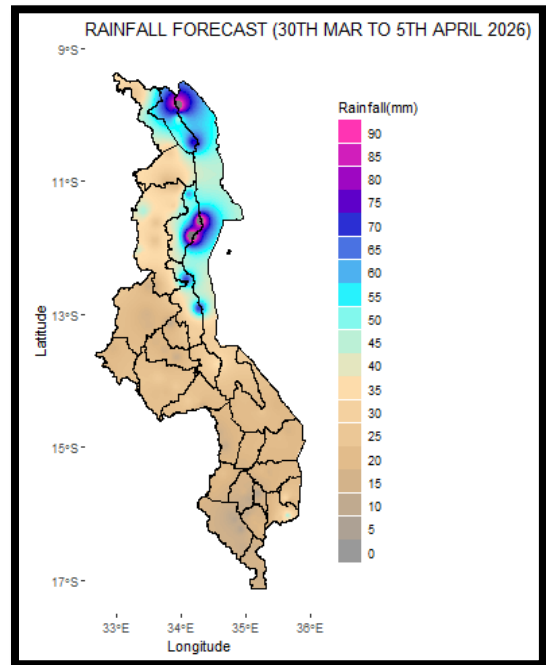 RAINFALL FORECAST (30TH MAR TO 5TH APRIL 2026)
9°S
11°S
13°S
15°S
17°S
Latitude
33°E 34°E 35°E 36°E
Longitude
Rainfall(mm)
90
85
80
75
70
65
60
55
50
45
40
35
30
25
20
15
10
5
0